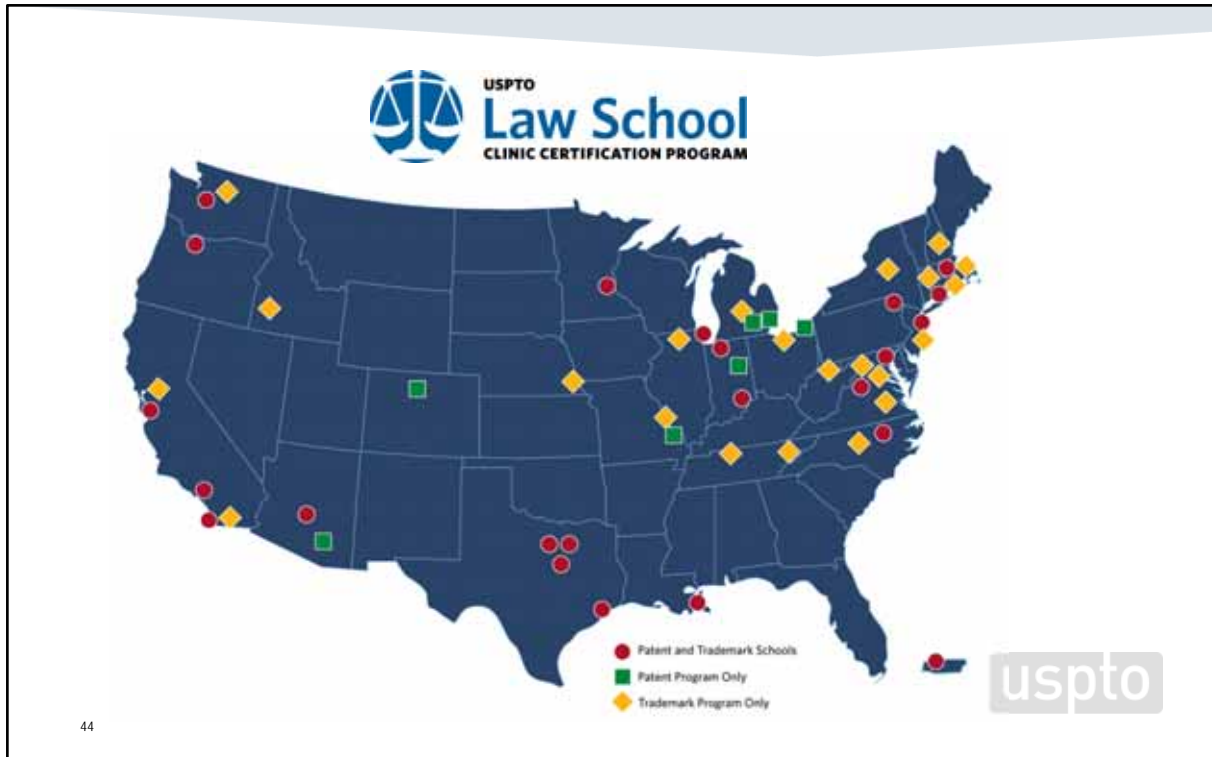 USPTO
Law School
CLINIC CERTIFICATION PROGRAM
Patent and Trademark Schools
Patent Program Only
Trademark Program Only
uspto
44